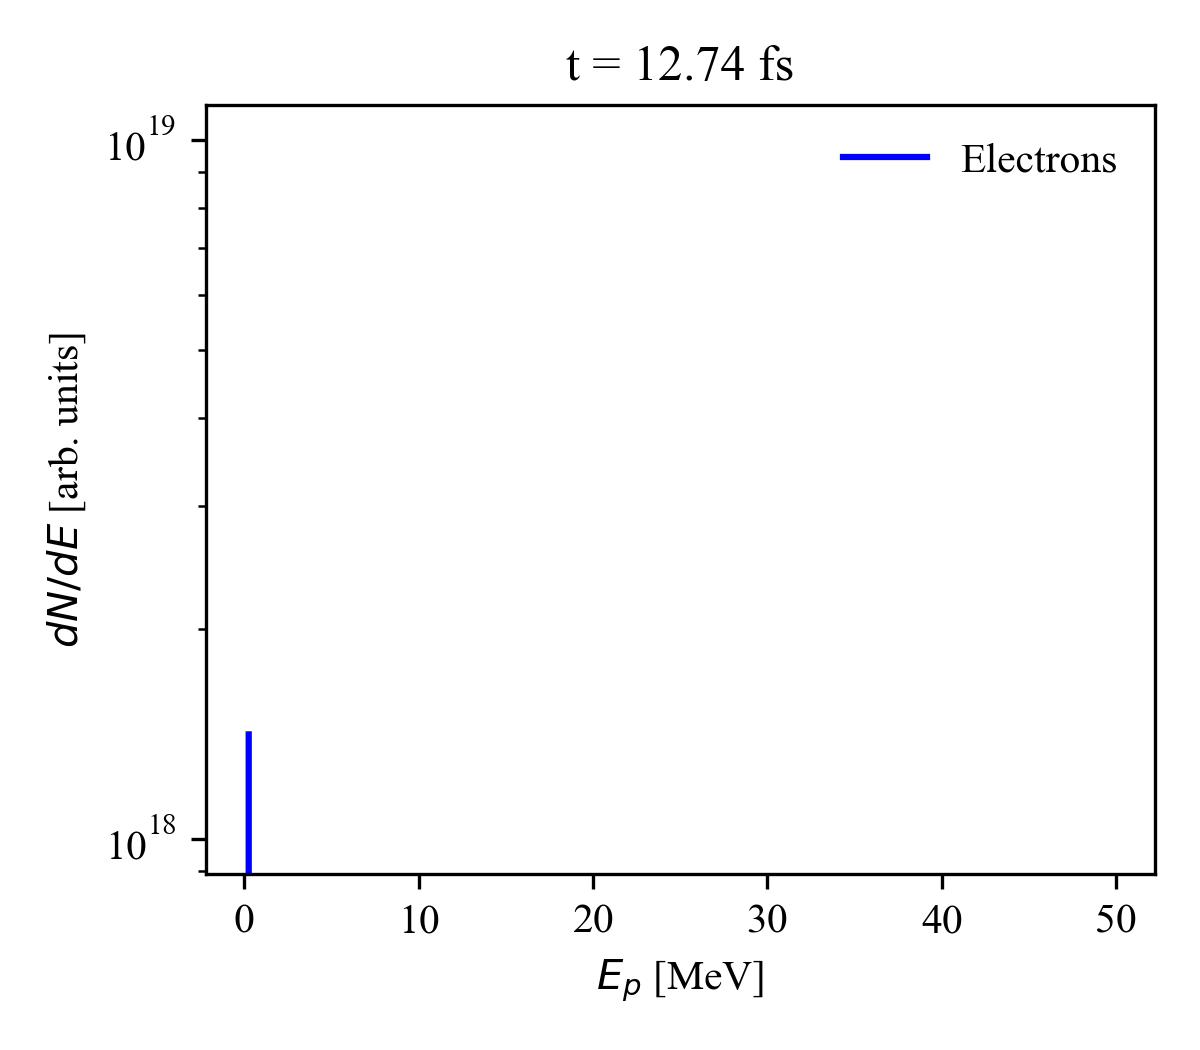 t = 12.74 fs
10^19
Electrons
dN/dE [arb. units]
10^18
0 10 20 30 40 50
E_p [MeV]